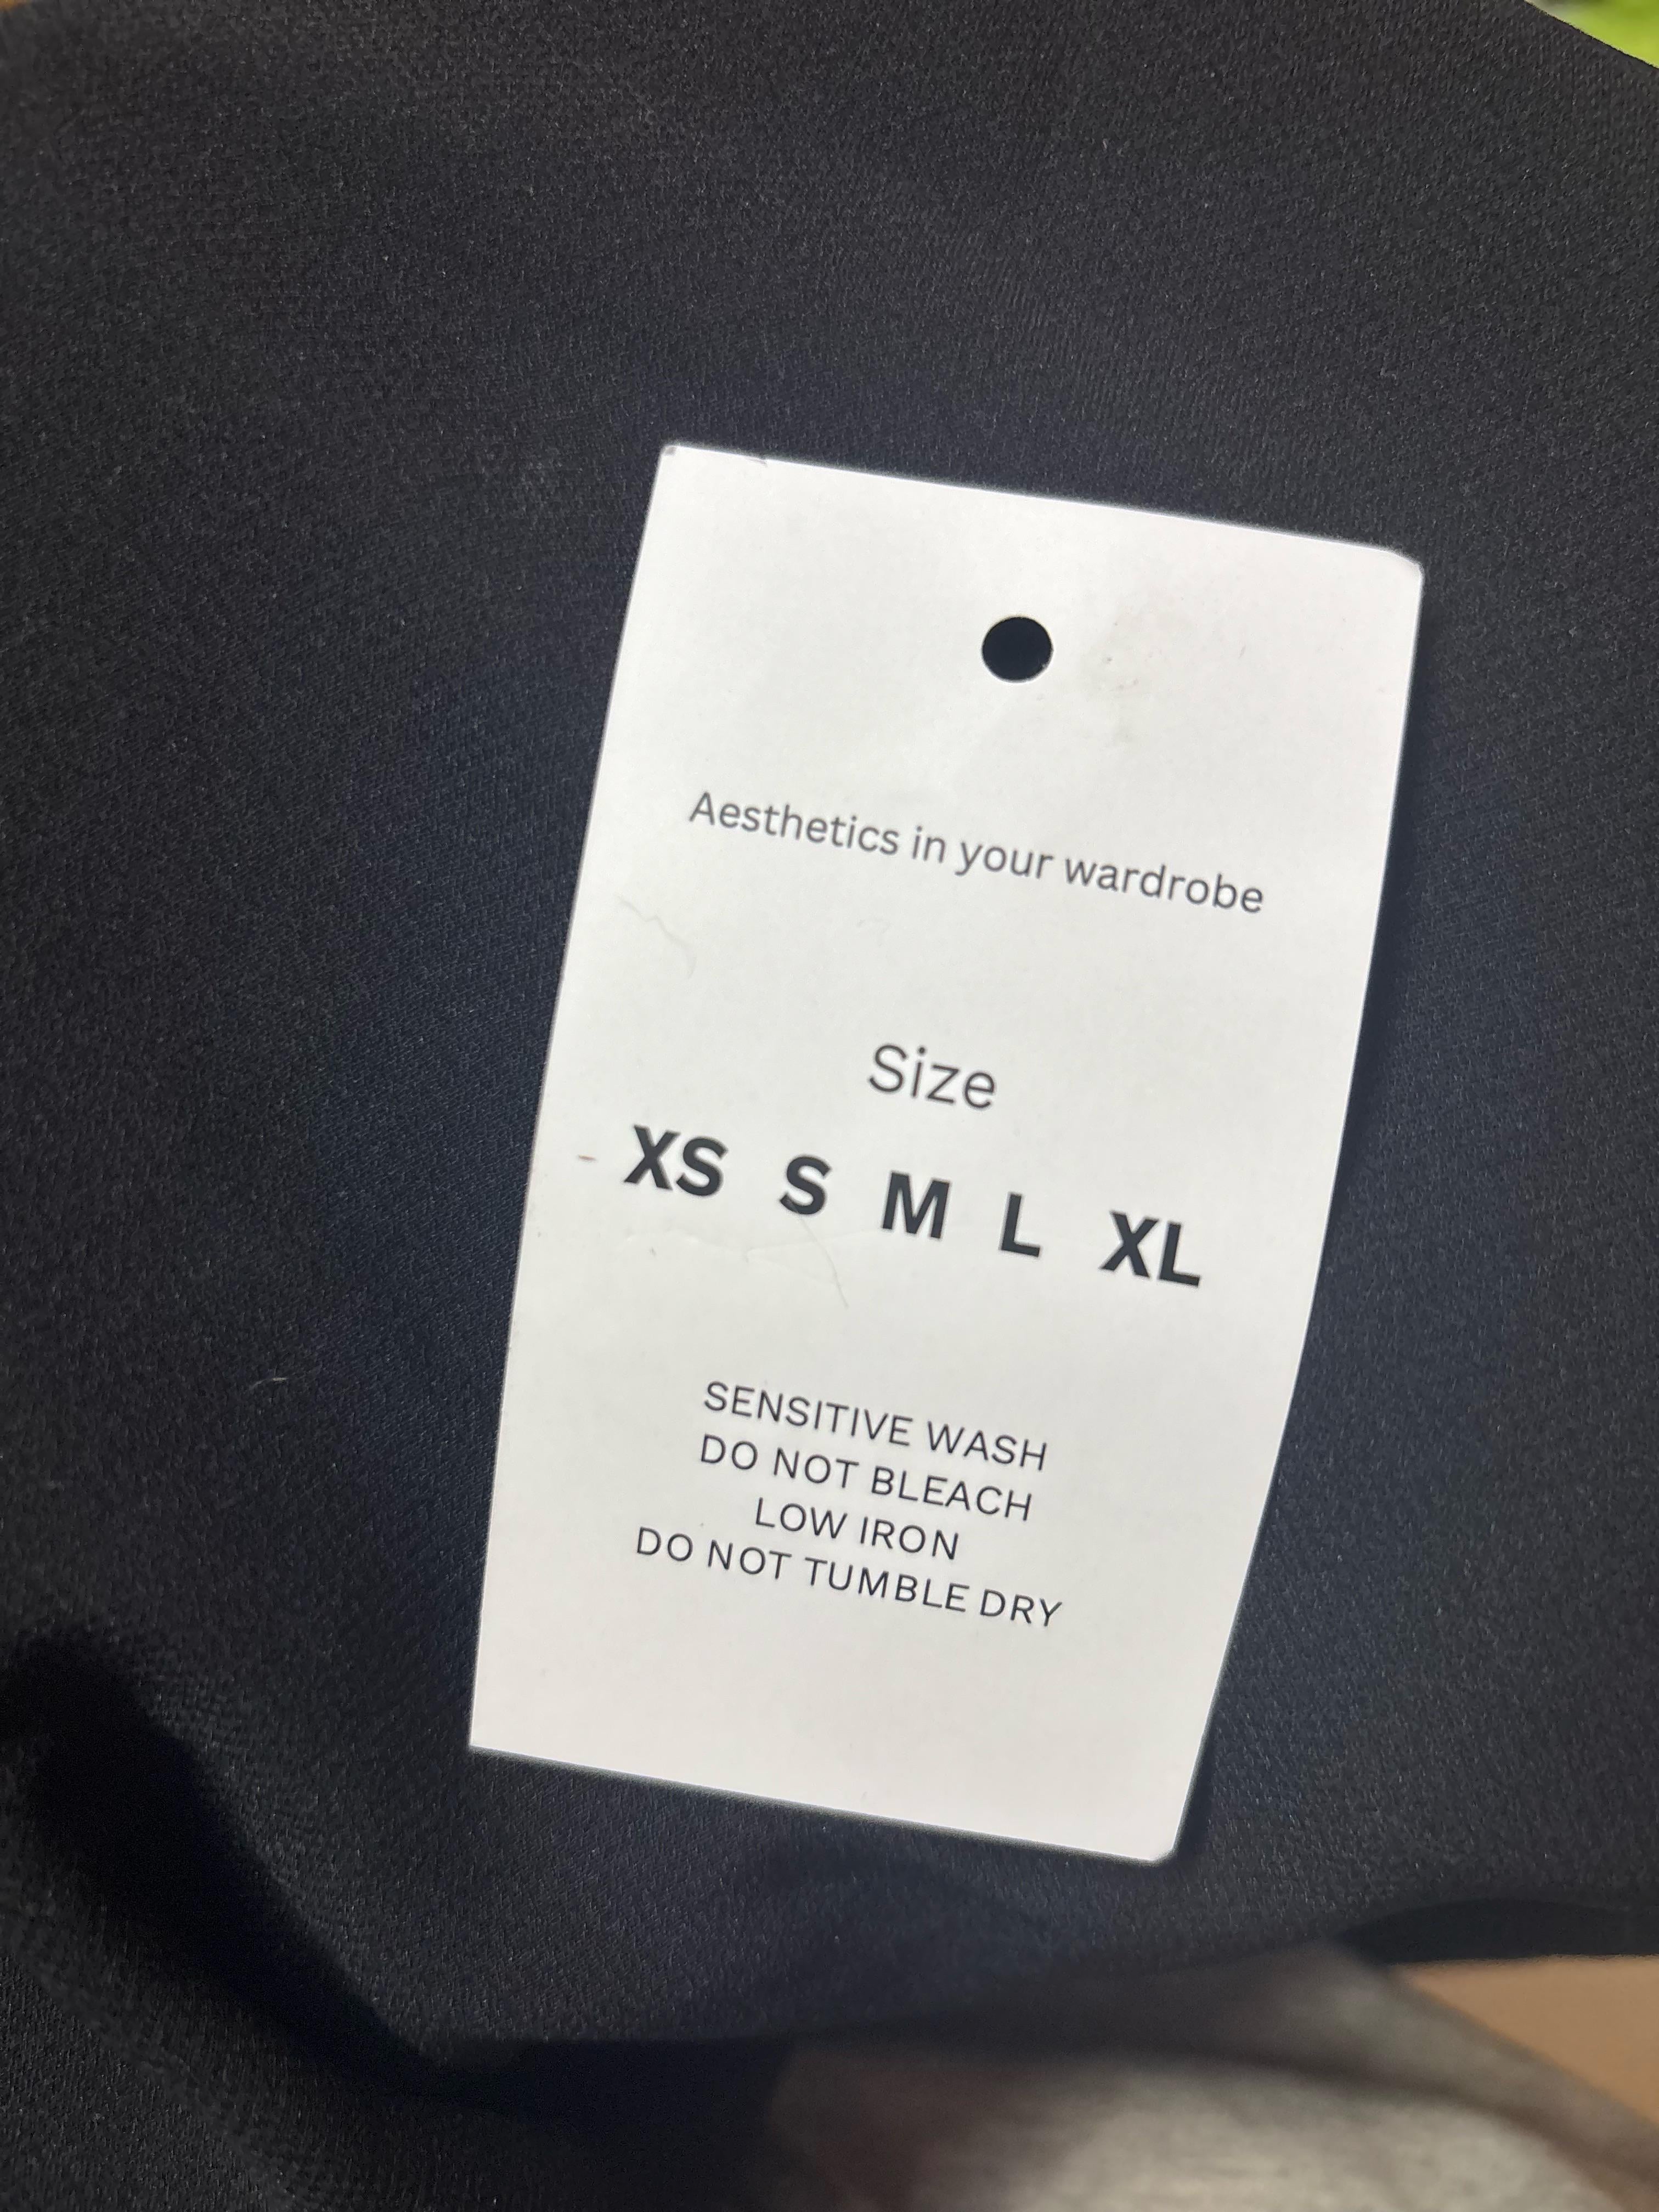 Aesthetics in your wardrobe
Size
XS S M L XL
SENSITIVE WASH
DO NOT BLEACH
LOW IRON
DO NOT TUMBLE DRY